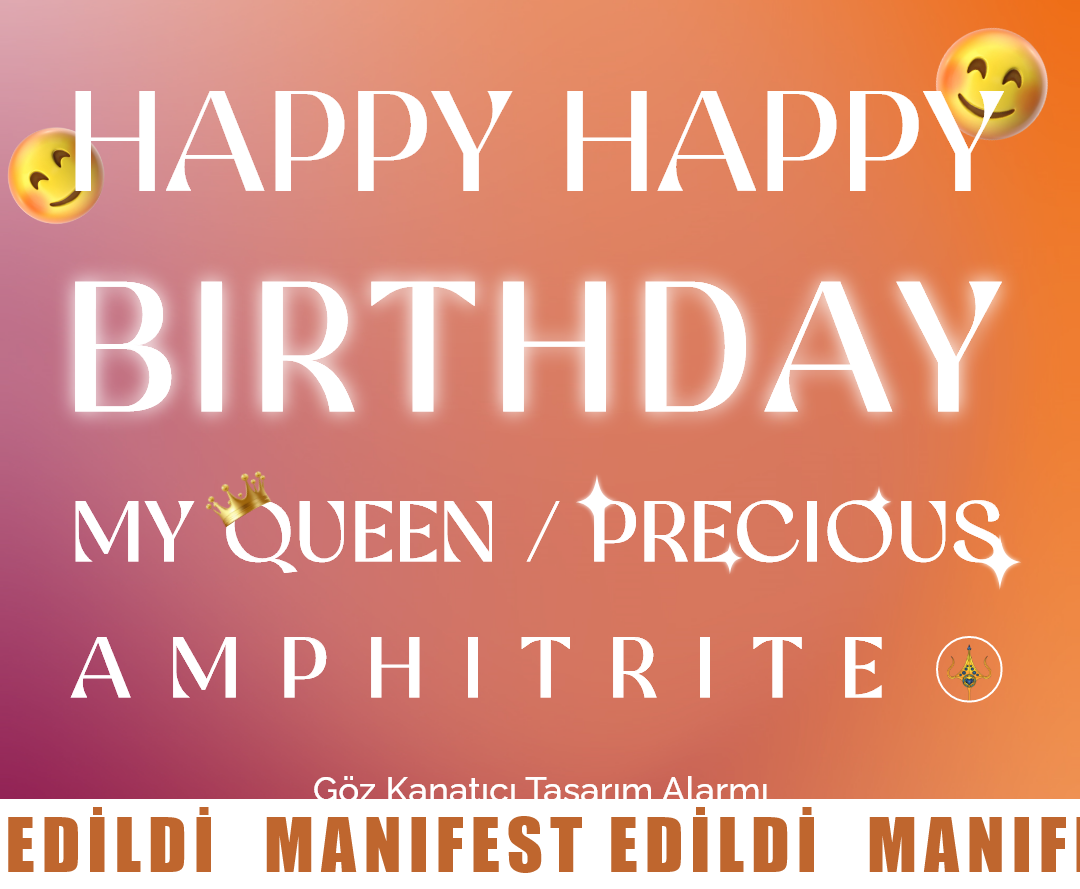 HAPPY HAPPY
BIRTHDAY
MY QUEEN / PRECIOUS
AMPHITRITE
Göz Kanatıcı Tasarım Alarmı
EDİLDİ MANIFEST EDİLDİ MANIF